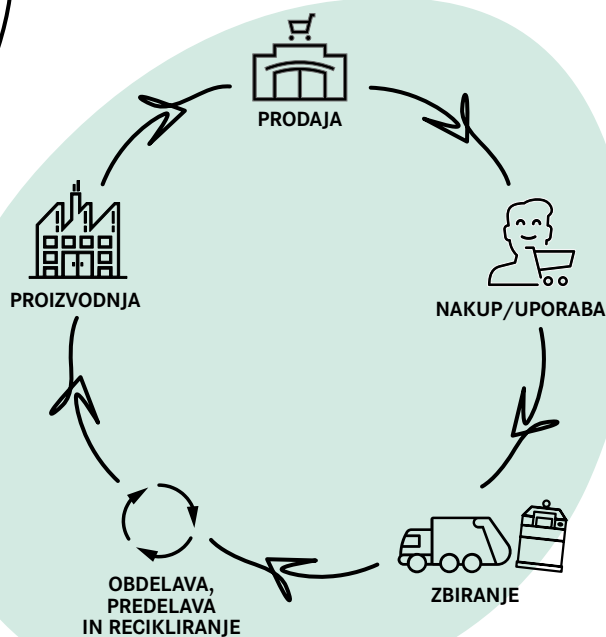 PRODAJA
NAKUP/UPORABA
ZBIRANJE
OBDELAVA,
PREDELAVA
IN RECIKLIRANJE
PROIZVODNJA